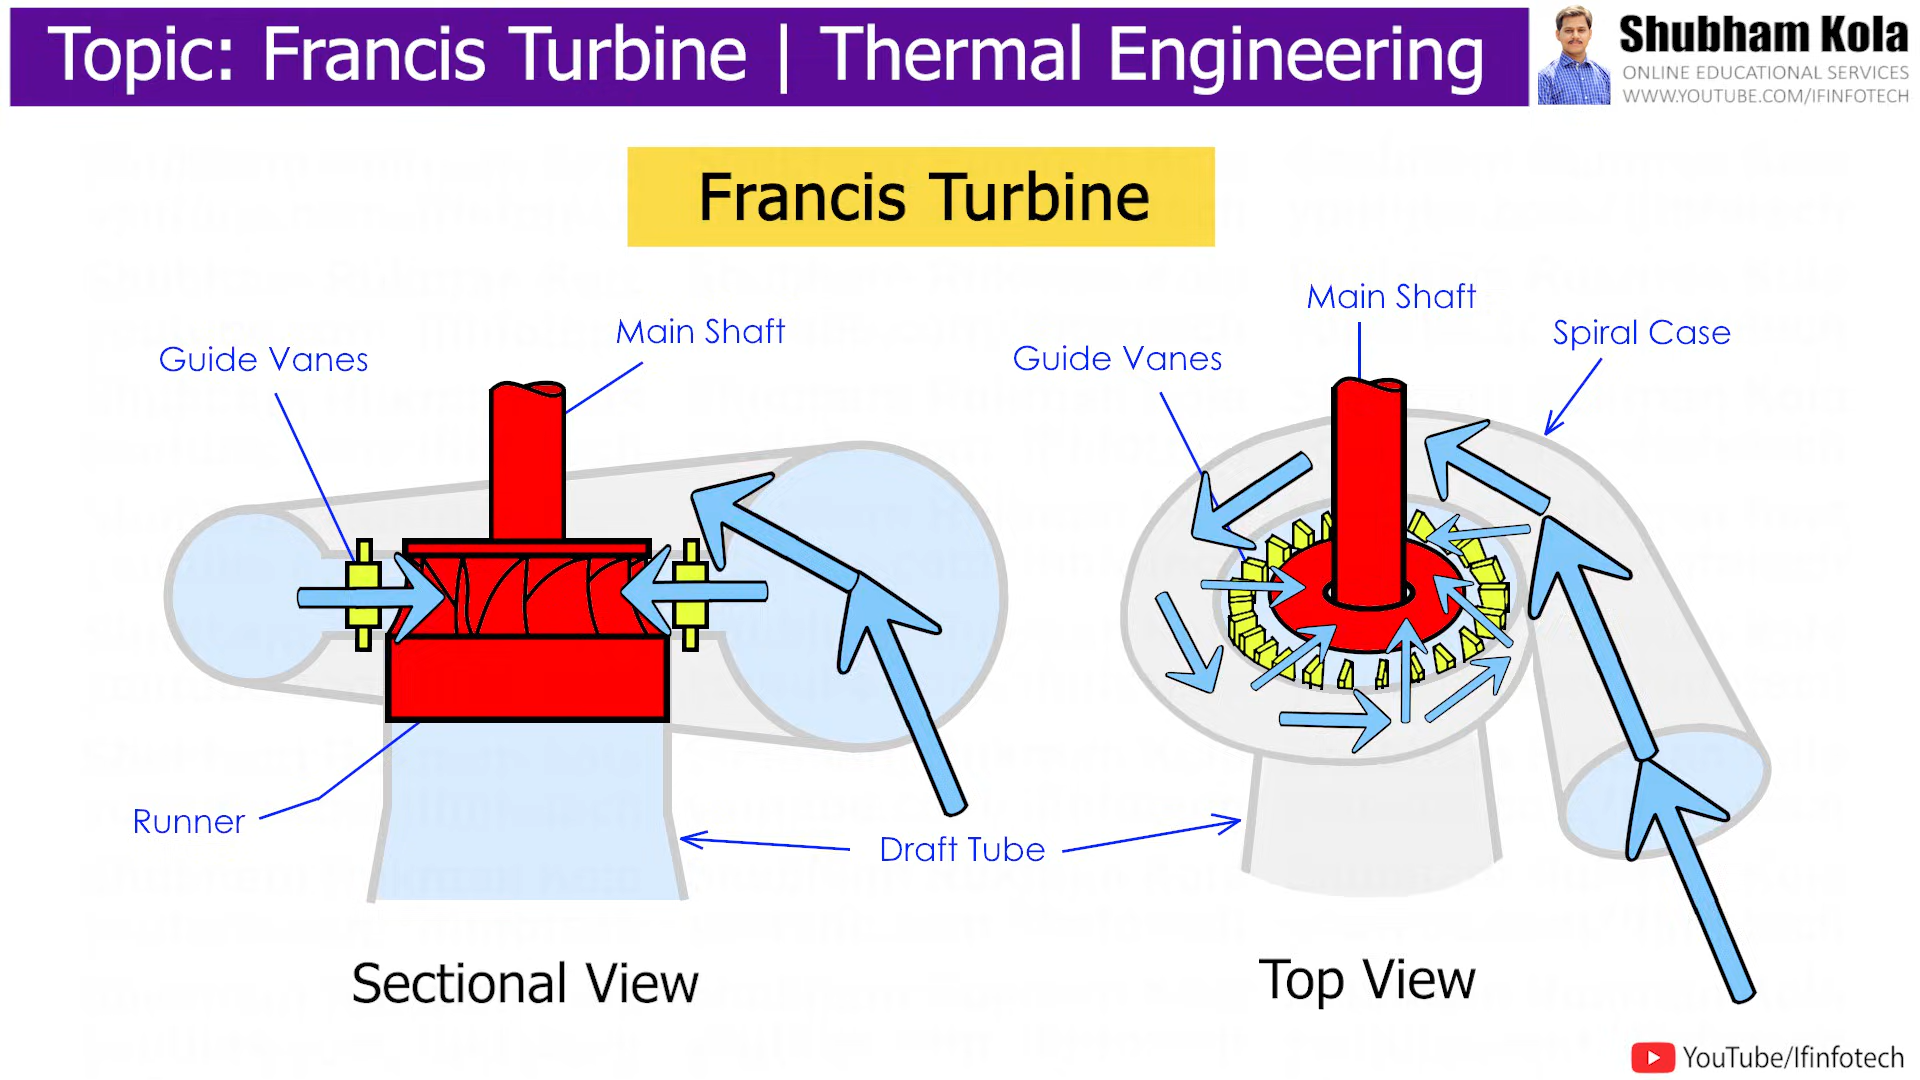 Topic: Francis Turbine | Thermal Engineering
Shubham Kola
ONLINE EDUCATIONAL SERVICES
WWW.YOUTUBE.COM/IFINFOTECH
Francis Turbine
Guide Vanes
Main Shaft
Runner
Draft Tube
Sectional View
Main Shaft
Guide Vanes
Spiral Case
Top View
YouTube/Ifinfotech